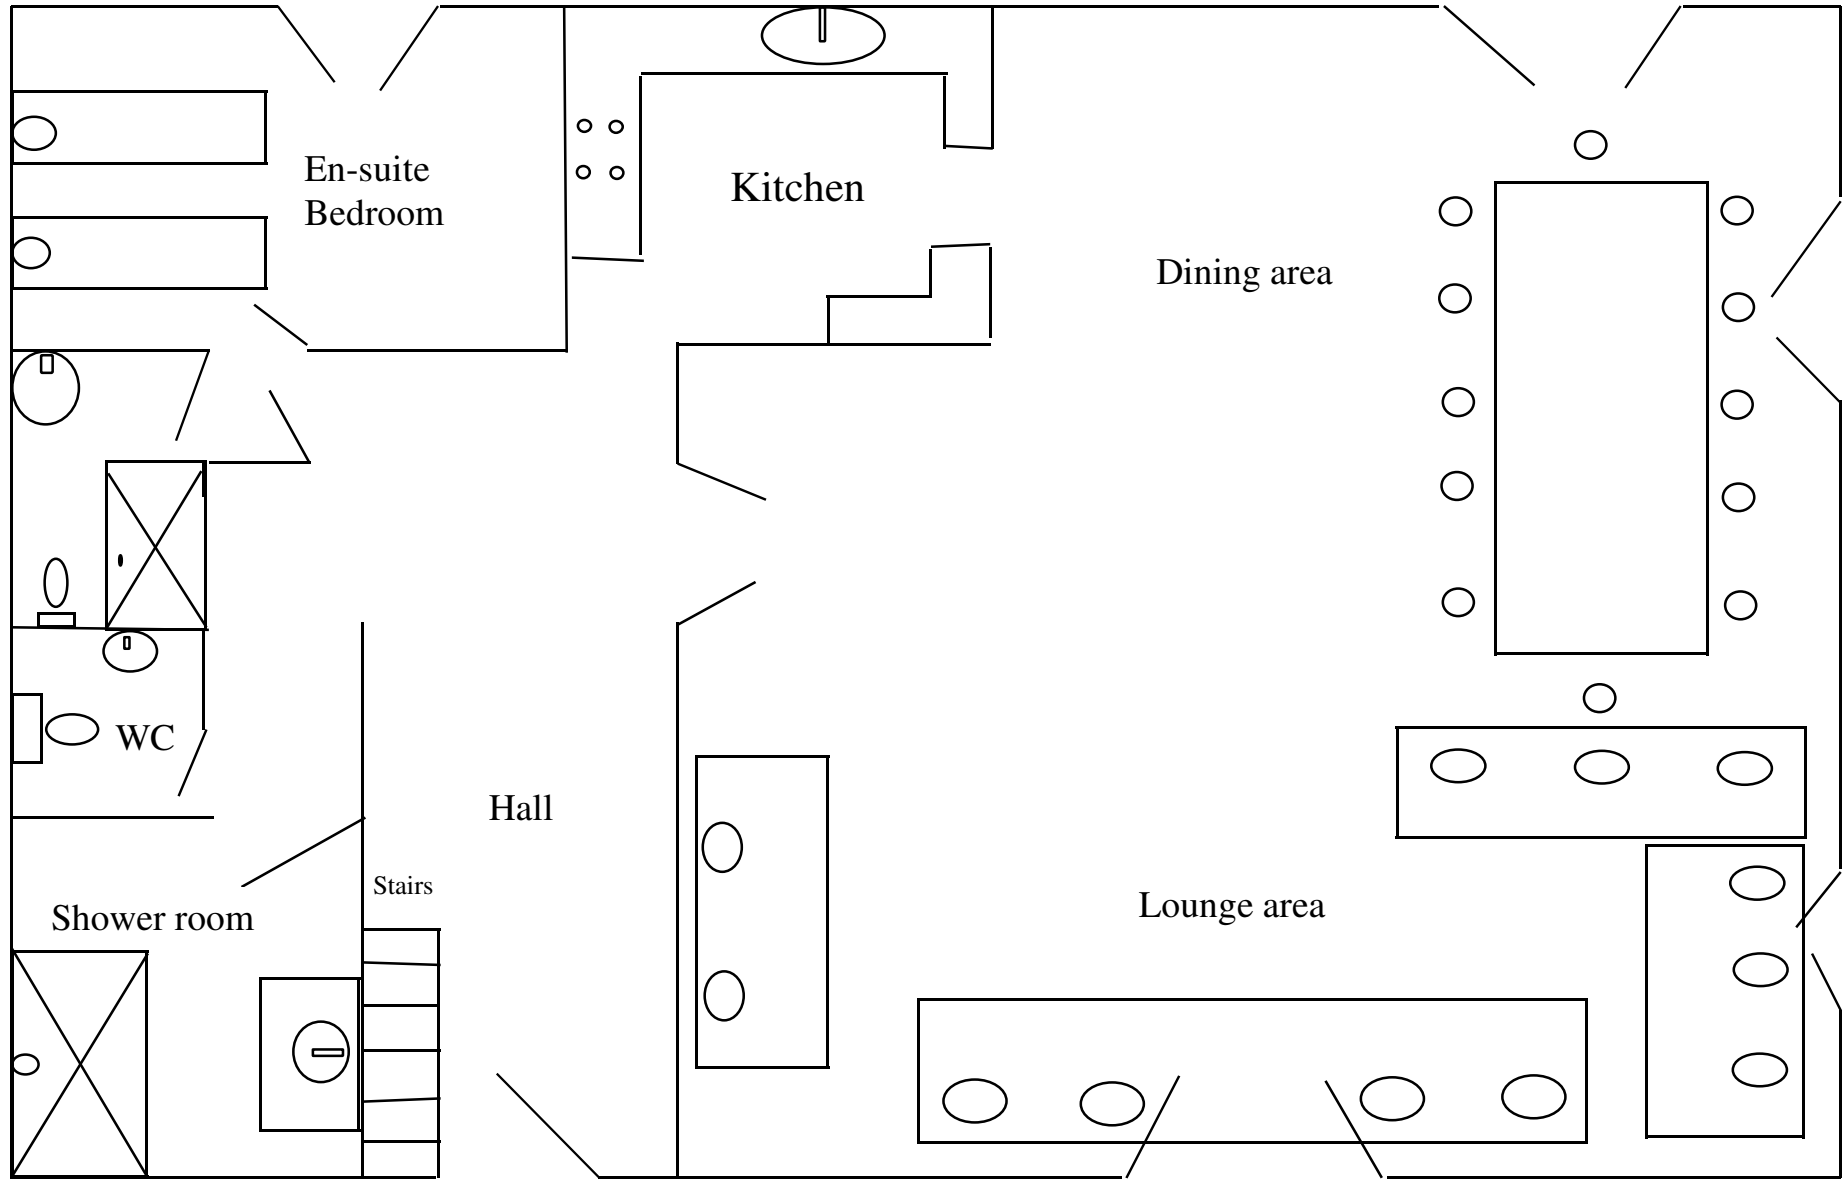 En-suite
Bedroom
Kitchen
Dining area
WC
Hall
Stairs
Shower room
Lounge area